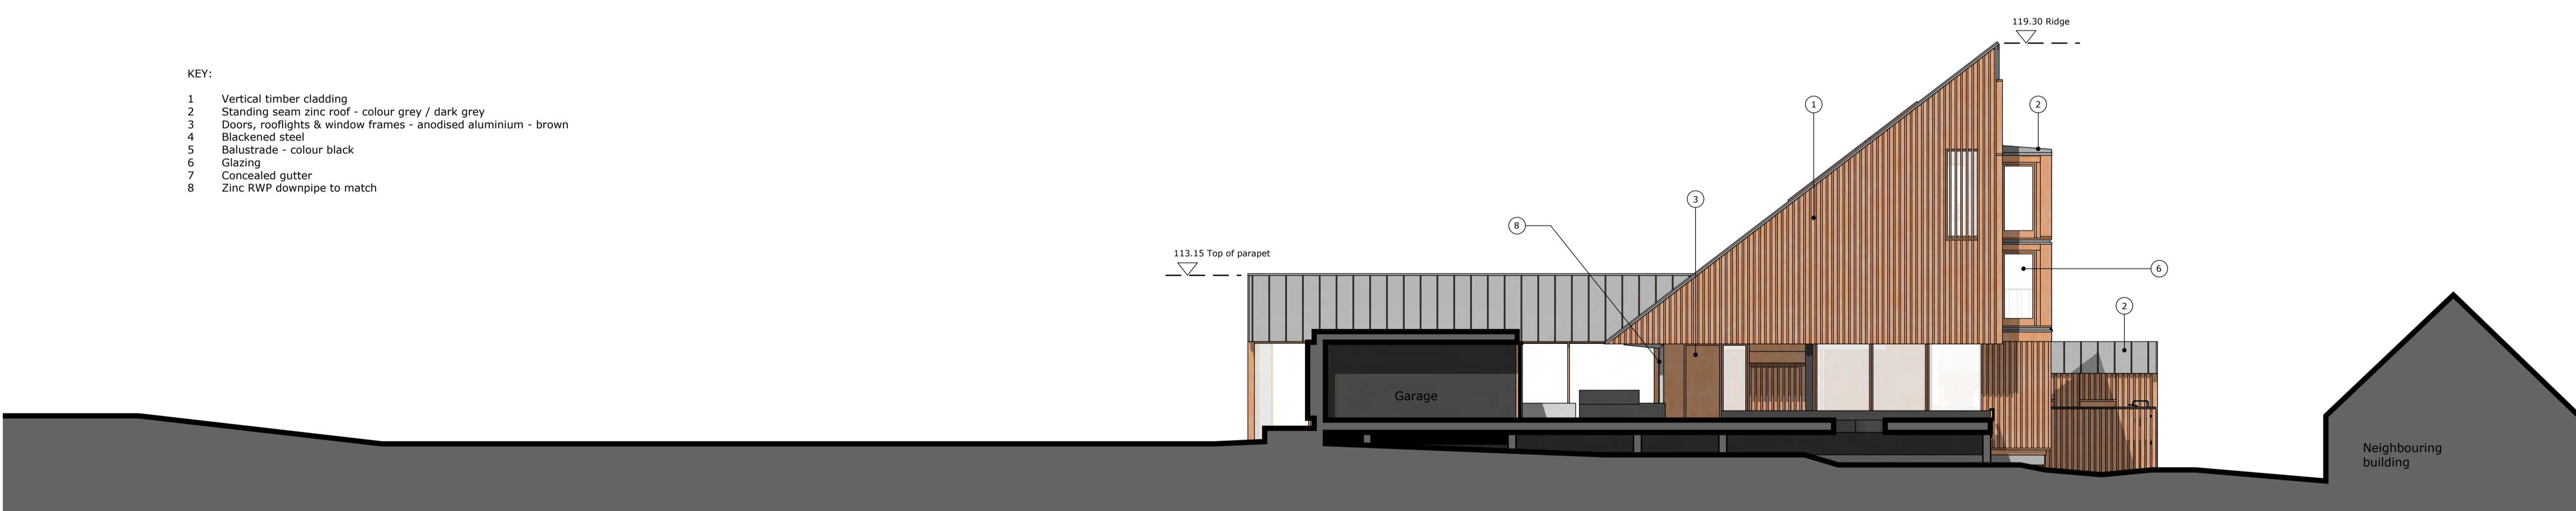 KEY:
1 Vertical timber cladding
2 Standing seam zinc roof - colour grey / dark grey
3 Doors, rooflights & window frames - anodised aluminium - brown
4 Blackened steel
5 Balustrade - colour black
6 Glazing
7 Concealed gutter
8 Zinc RWP downpipe to match
119.30 Ridge
1
2
3
8
113.15 Top of parapet
6
2
Garage
Neighbouring
building